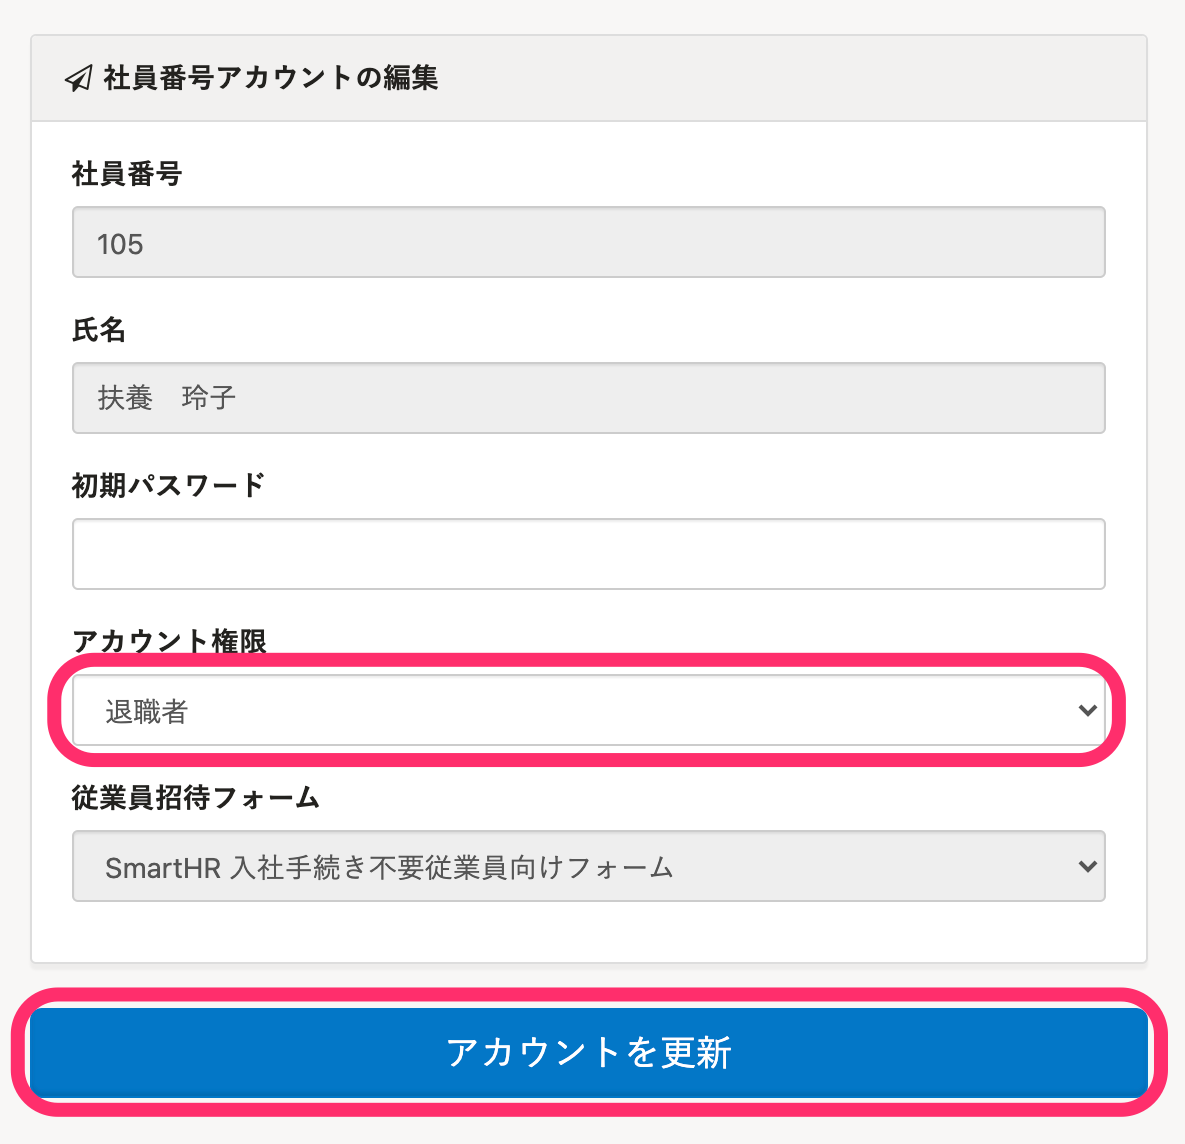 社員番号アカウントの編集
社員番号
105
氏名
扶養　玲子
初期パスワード
アカウント権限
退職者
従業員招待フォーム
SmartHR 入社手続き不要従業員向けフォーム
アカウントを更新